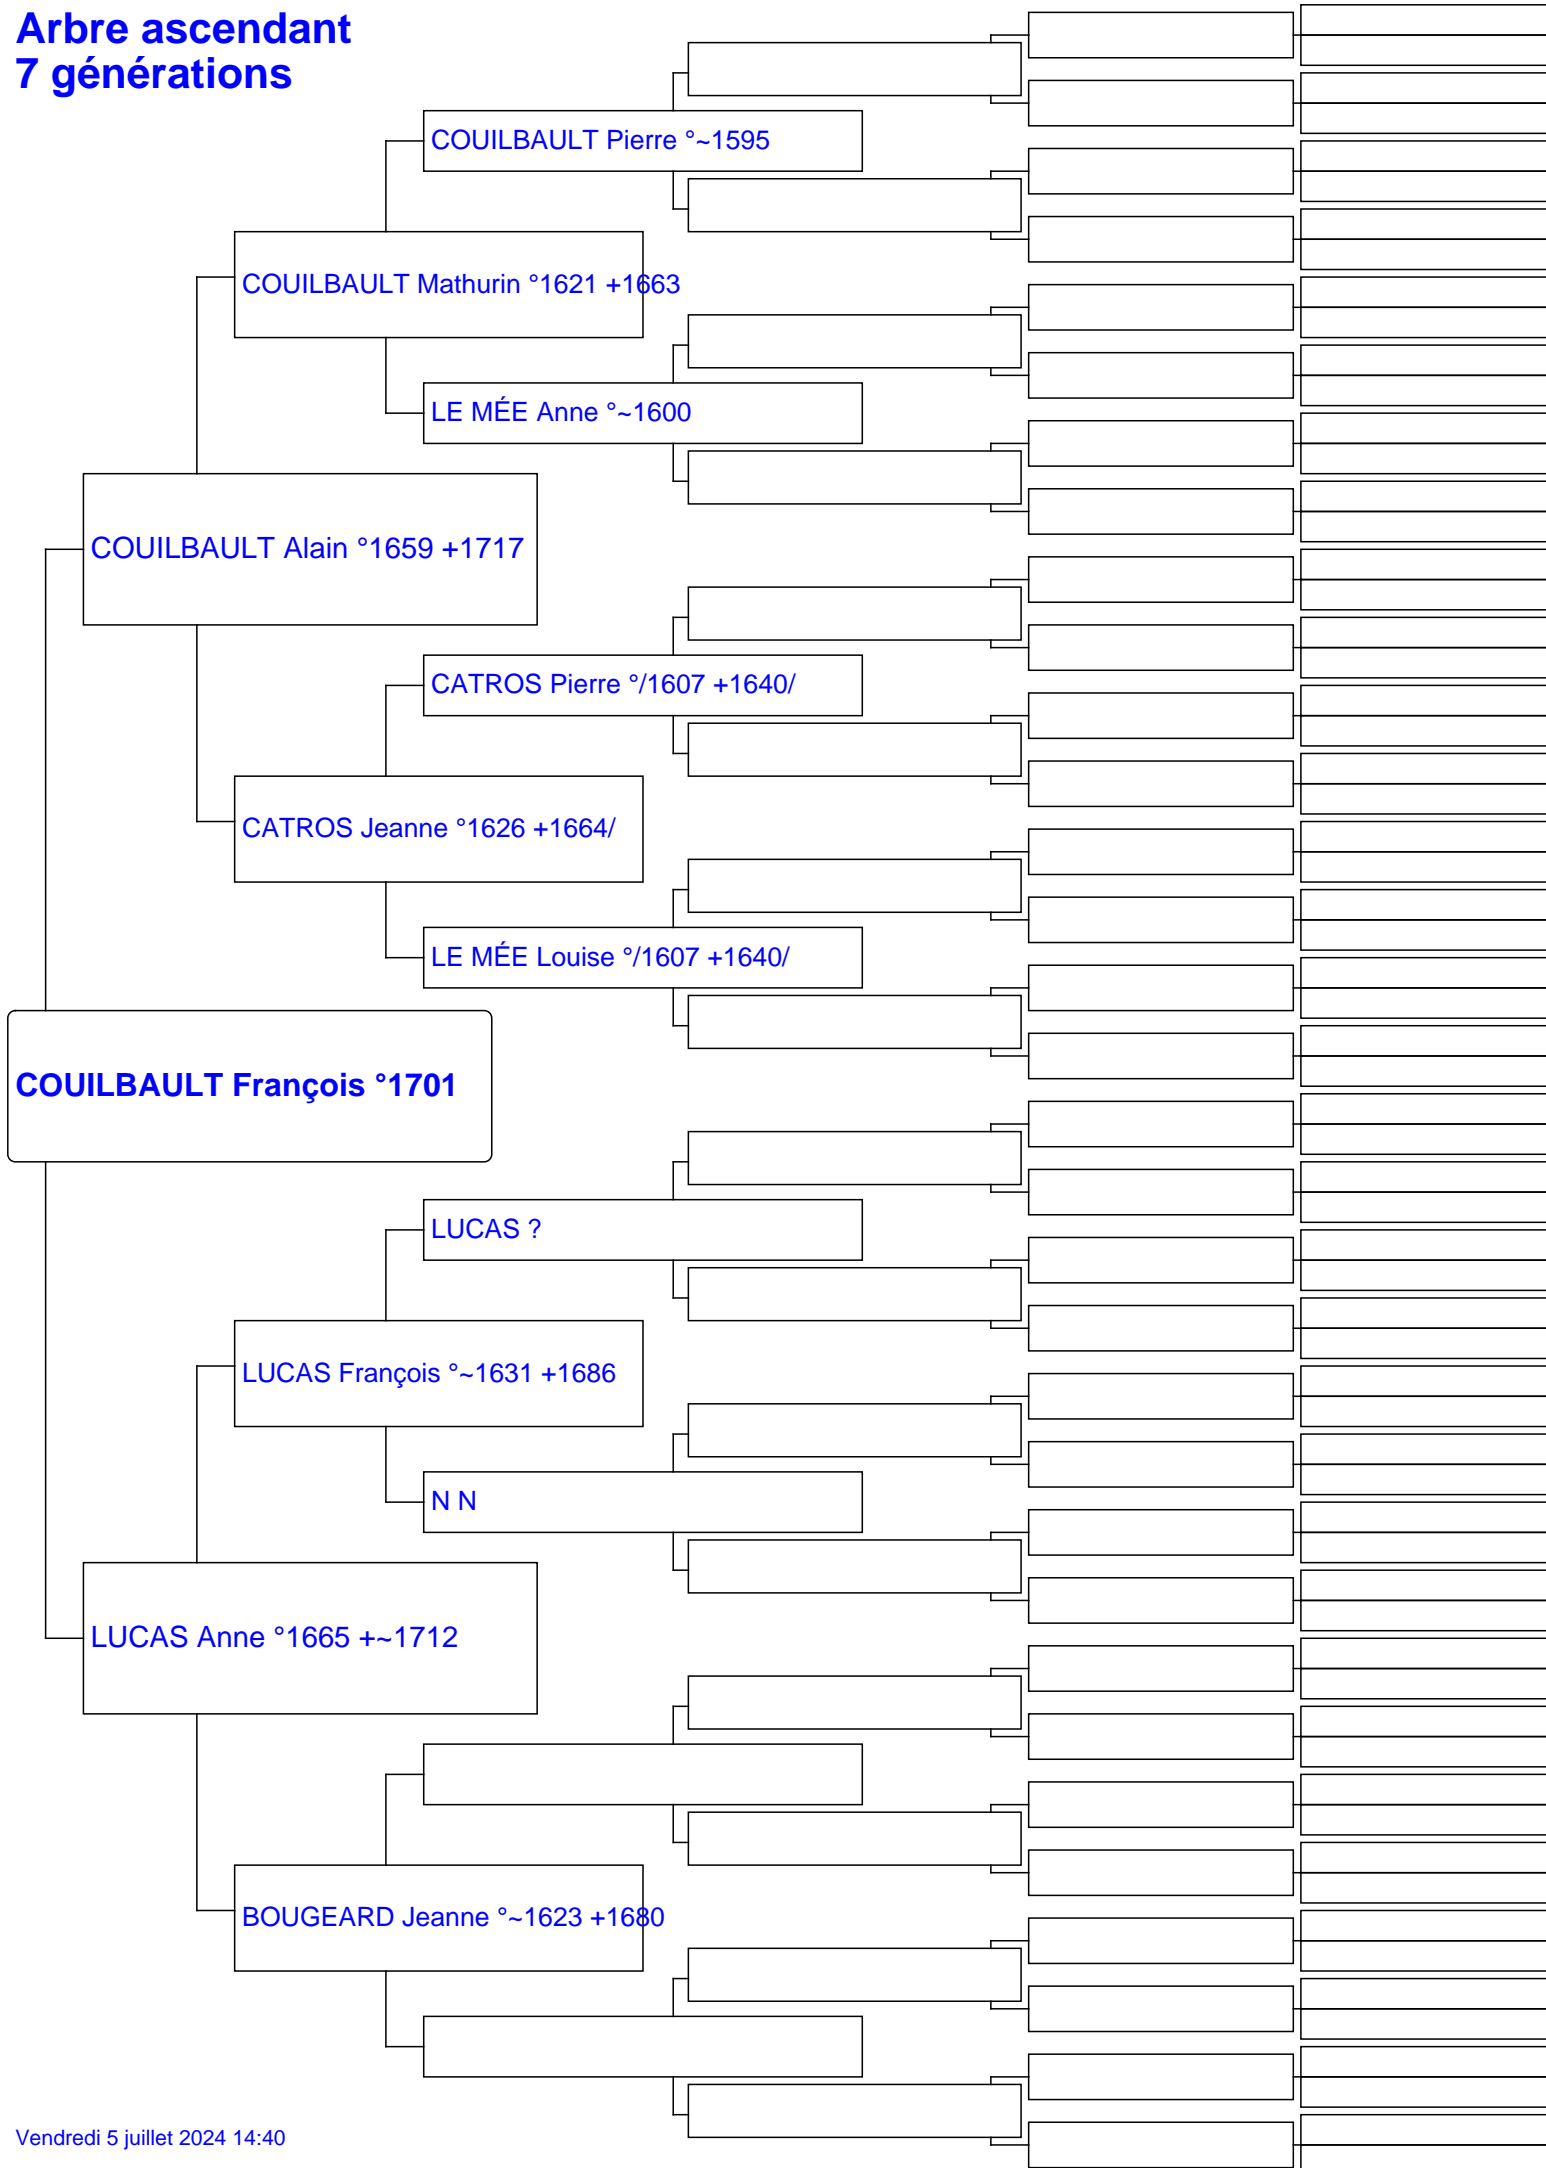 Arbre ascendant
7 générations
COUILBAULT Pierre °~1595
COUILBAULT Mathurin °1621 +1663
LE MÉE Anne °~1600
COUILBAULT Alain °1659 +1717
CATROS Pierre °/1607 +1640/
CATROS Jeanne °1626 +1664/
LE MÉE Louise °/1607 +1640/
COUILBAULT François °1701
LUCAS ?
LUCAS François °~1631 +1686
N N
LUCAS Anne °1665 +~1712
BOUGEARD Jeanne °~1623 +1680
Vendredi 5 juillet 2024 14:40